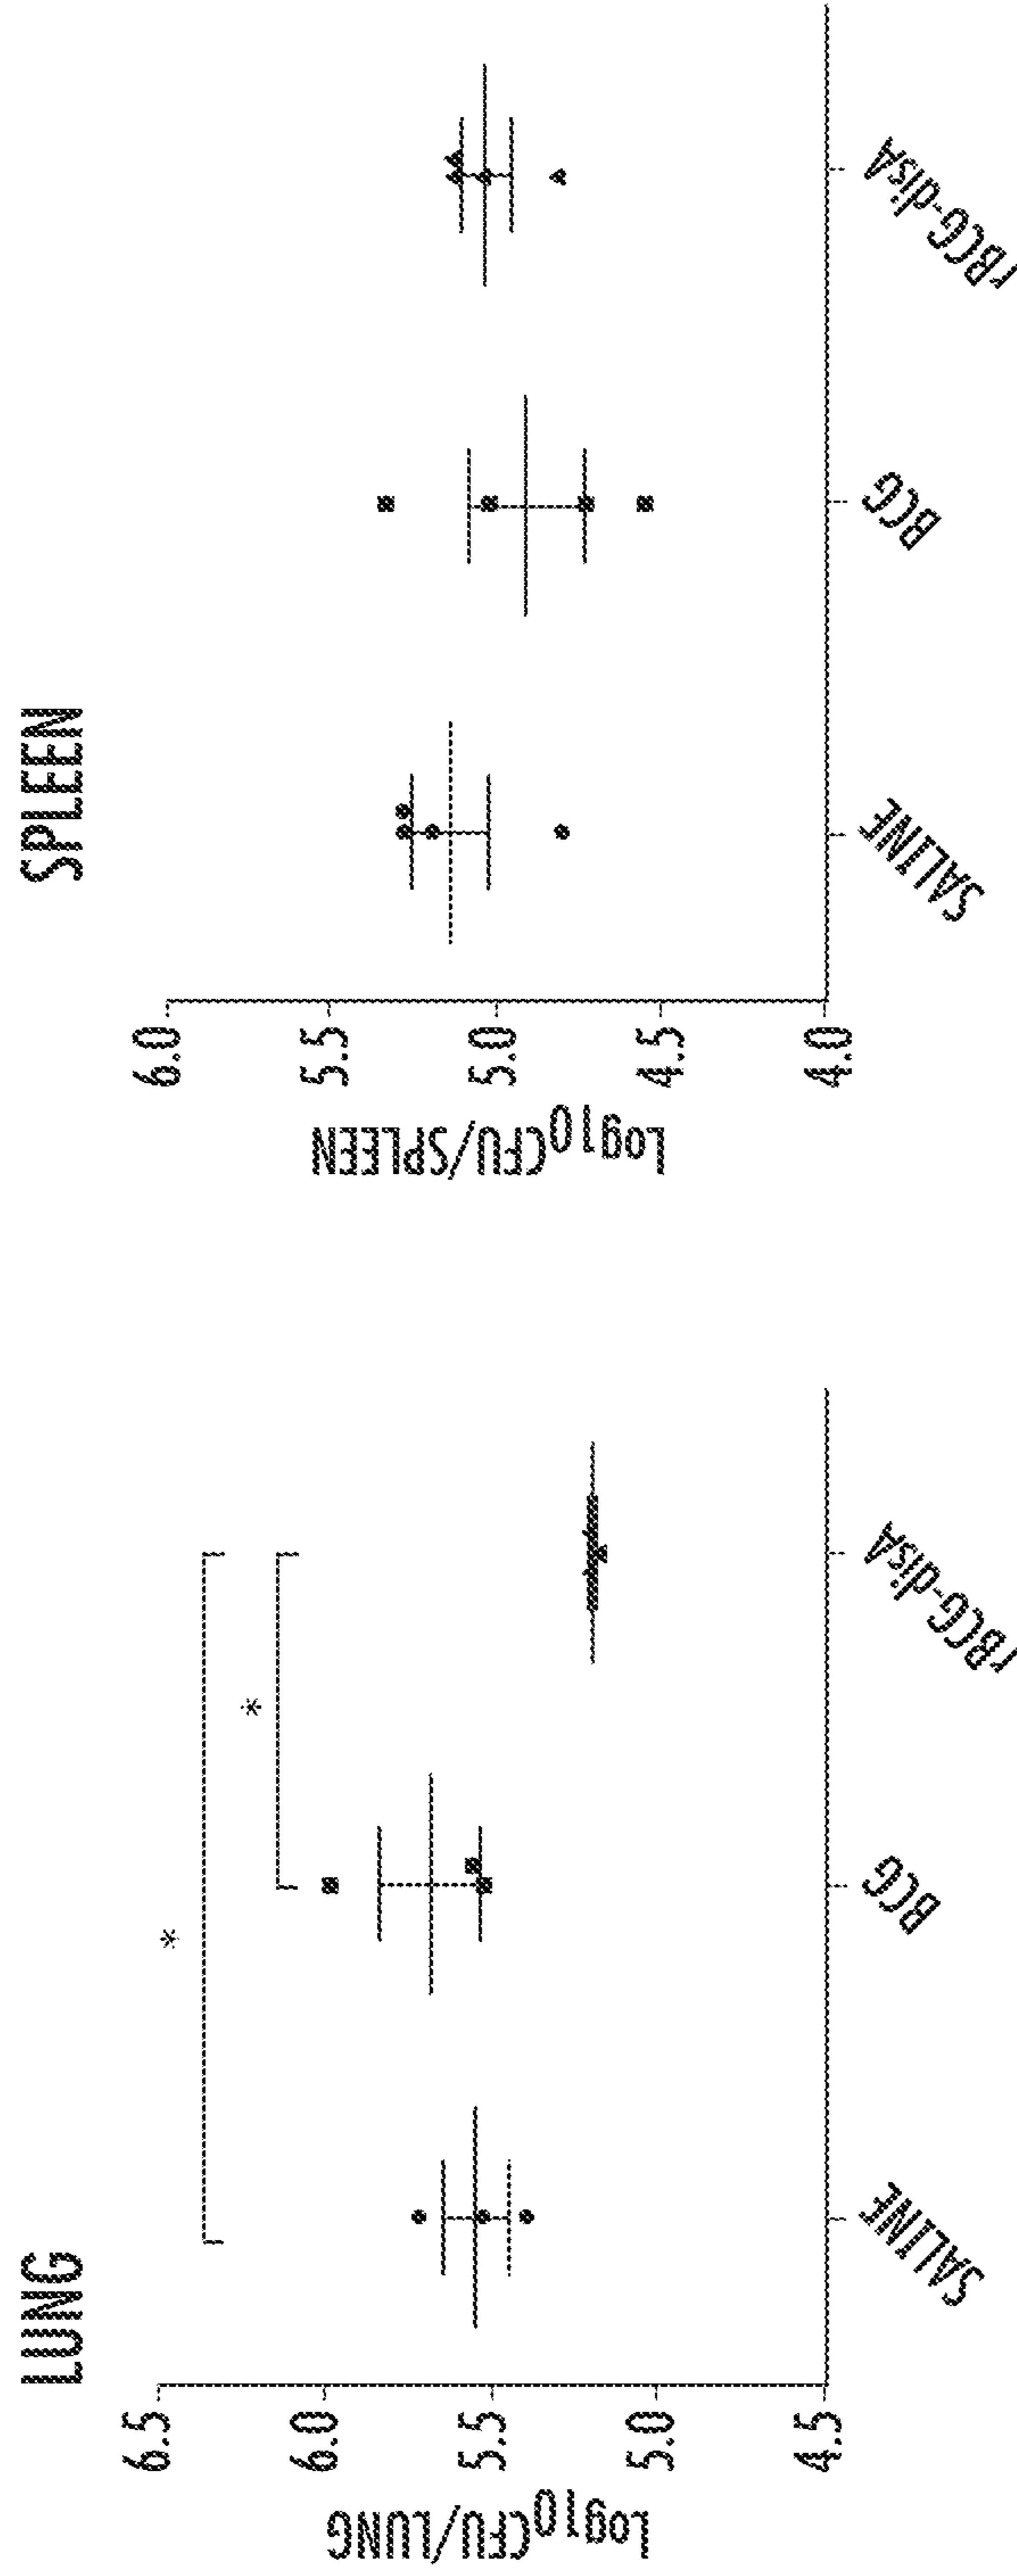 LUNG
Log10CFU/LUNG
6.5
6.0
5.5
5.0
4.5
*
*
SALINE
BCG
rBCG-disA
SPLEEN
Log10CFU/SPLEEN
6.0
5.5
5.0
4.5
4.0
SALINE
BCG
rBCG-disA